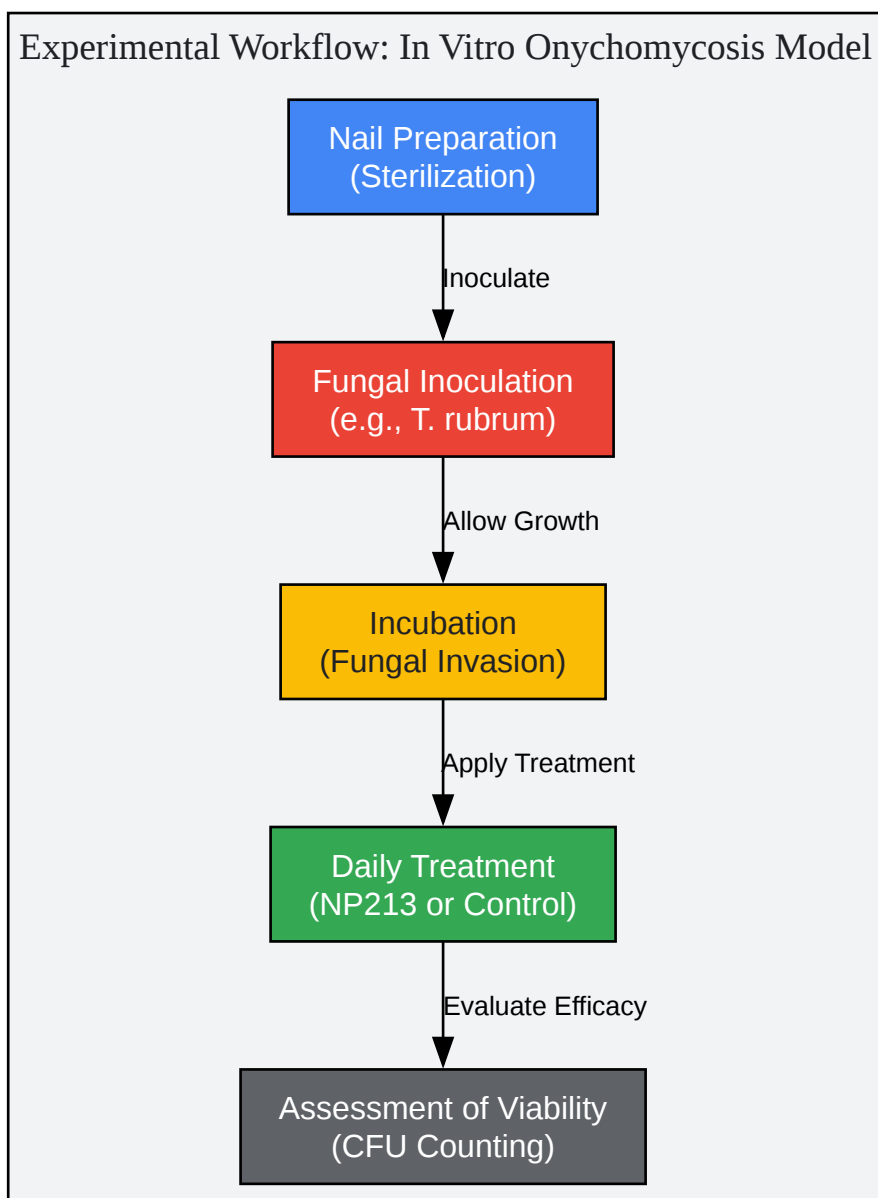 Experimental Workflow: In Vitro Onychomycosis Model
Nail Preparation
(Sterilization)
Inoculate
Fungal Inoculation
(e.g., T. rubrum)
Allow Growth
Incubation
(Fungal Invasion)
Apply Treatment
Daily Treatment
(NP213 or Control)
Evaluate Efficacy
Assessment of Viability
(CFU Counting)